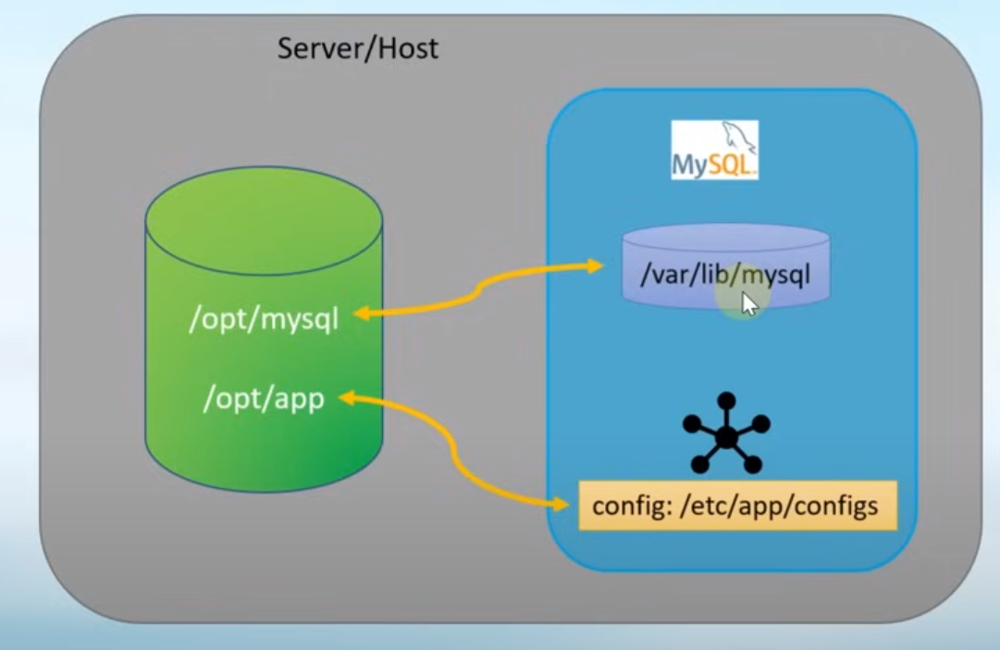 Server/Host
MySQL
/var/lib/mysql
/opt/mysql
/opt/app
config: /etc/app/configs